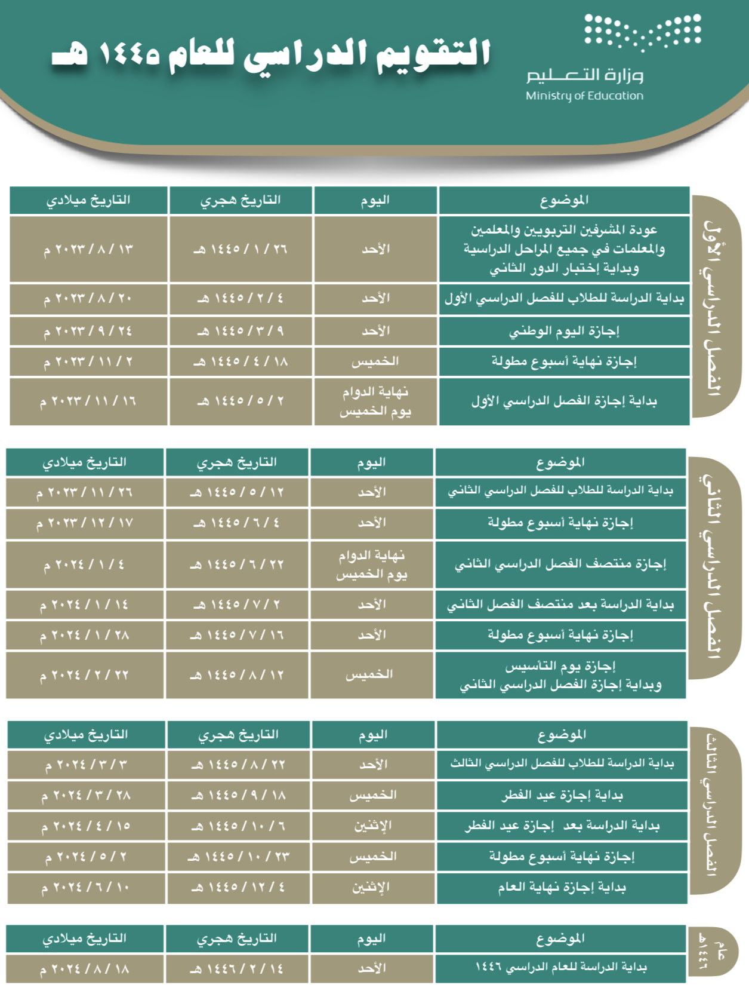 وزارة التعليم
Ministry of Education
التقويم الدراسي للعام ١٤٤٥ هـ
الفصل الدراسي الأول
الموضوع اليوم التاريخ هجري التاريخ ميلادي
عودة المشرفين التربويين والمعلمين
والمعلمات في جميع المراحل الدراسية
وبداية إختبار الدور الثاني
الأحد ٢٦ / ١ / ١٤٤٥ هـ ١٣ / ٨ / ٢٠٢٣ م
بداية الدراسة للطلاب للفصل الدراسي الأول الأحد ٤ / ٢ / ١٤٤٥ هـ ٢٠ / ٨ / ٢٠٢٣ م
إجازة اليوم الوطني الأحد ٩ / ٣ / ١٤٤٥ هـ ٢٤ / ٩ / ٢٠٢٣ م
إجازة نهاية أسبوع مطولة الخميس ١٨ / ٤ / ١٤٤٥ هـ ٢ / ١١ / ٢٠٢٣ م
بداية إجازة الفصل الدراسي الأول
نهاية الدوام
يوم الخميس
٢ / ٥ / ١٤٤٥ هـ ١٦ / ١١ / ٢٠٢٣ م
الفصل الدراسي الثاني
الموضوع اليوم التاريخ هجري التاريخ ميلادي
بداية الدراسة للطلاب للفصل الدراسي الثاني الأحد ١٢ / ٥ / ١٤٤٥ هـ ٢٦ / ١١ / ٢٠٢٣ م
إجازة نهاية أسبوع مطولة الأحد ٤ / ٦ / ١٤٤٥ هـ ١٧ / ١٢ / ٢٠٢٣ م
إجازة منتصف الفصل الدراسي الثاني
نهاية الدوام
يوم الخميس
٢٢ / ٦ / ١٤٤٥ هـ ٤ / ١ / ٢٠٢٤ م
بداية الدراسة بعد منتصف الفصل الثاني الأحد ٢ / ٧ / ١٤٤٥ هـ ١٤ / ١ / ٢٠٢٤ م
إجازة نهاية أسبوع مطولة الأحد ١٦ / ٧ / ١٤٤٥ هـ ٢٨ / ١ / ٢٠٢٤ م
إجازة يوم التأسيس
وبداية إجازة الفصل الدراسي الثاني
الخميس ١٢ / ٨ / ١٤٤٥ هـ ٢٢ / ٢ / ٢٠٢٤ م
الفصل الدراسي الثالث
الموضوع اليوم التاريخ هجري التاريخ ميلادي
بداية الدراسة للطلاب للفصل الدراسي الثالث الأحد ٢٢ / ٨ / ١٤٤٥ هـ ٣ / ٣ / ٢٠٢٤ م
بداية إجازة عيد الفطر الخميس ١٨ / ٩ / ١٤٤٥ هـ ٢٨ / ٣ / ٢٠٢٤ م
بداية الدراسة بعد إجازة عيد الفطر الإثنين ٦ / ١٠ / ١٤٤٥ هـ ١٥ / ٤ / ٢٠٢٤ م
إجازة نهاية أسبوع مطولة الخميس ٢٣ / ١٠ / ١٤٤٥ هـ ٢ / ٥ / ٢٠٢٤ م
بداية إجازة نهاية العام الإثنين ٤ / ١٢ / ١٤٤٥ هـ ١٠ / ٦ / ٢٠٢٤ م
عام
١٤٤٦هـ
الموضوع اليوم التاريخ هجري التاريخ ميلادي
بداية الدراسة للعام الدراسي ١٤٤٦ الأحد ١٤ / ٢ / ١٤٤٦ هـ ١٨ / ٨ / ٢٠٢٤ م